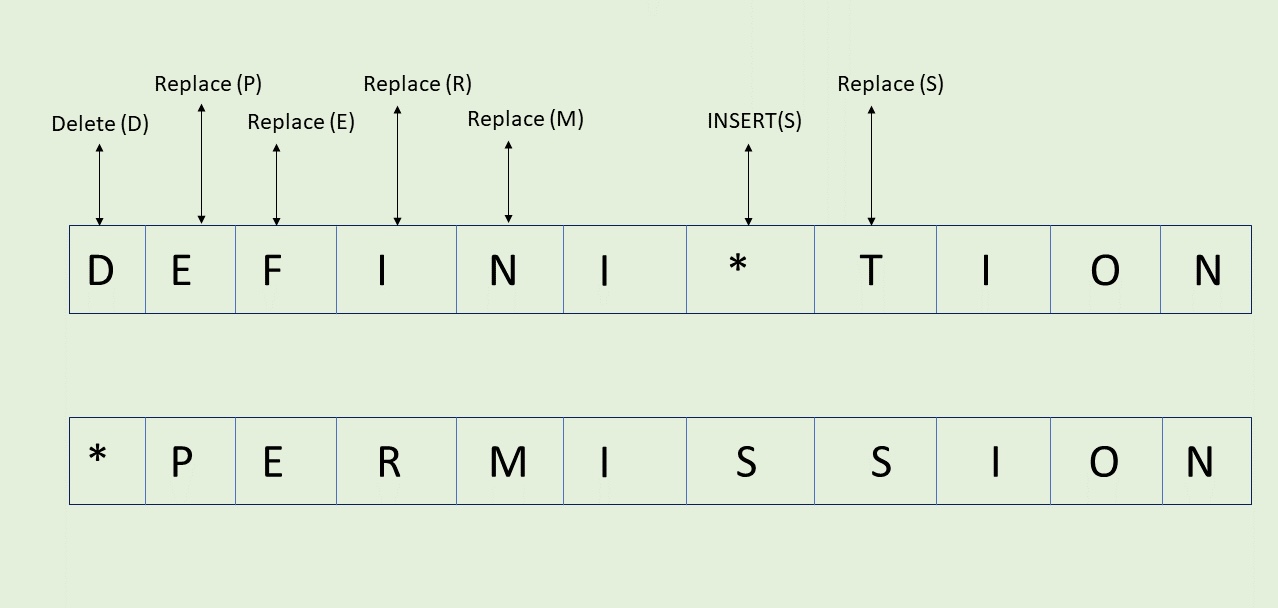 Replace (P) Replace (R) Replace (S)
Delete (D) Replace (E) Replace (M) INSERT(S)
D E F I N I * T I O N
* P E R M I S S I O N